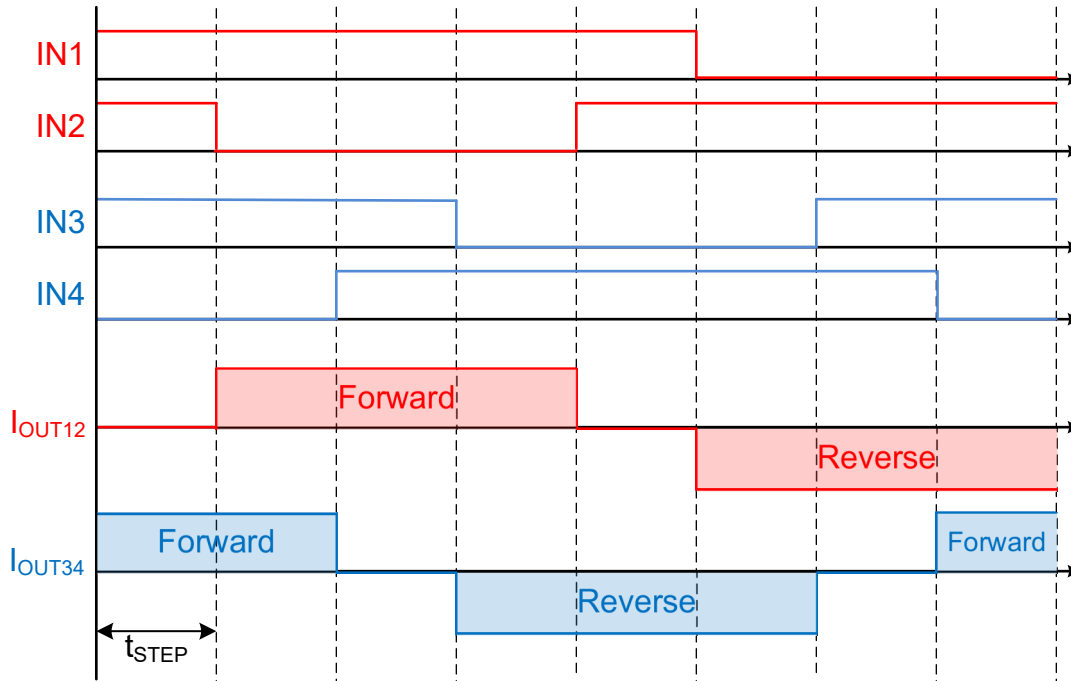 IN1
IN2
IN3
IN4
Forward
IOUT12
Reverse
Forward
Forward
IOUT34
Reverse
tSTEP